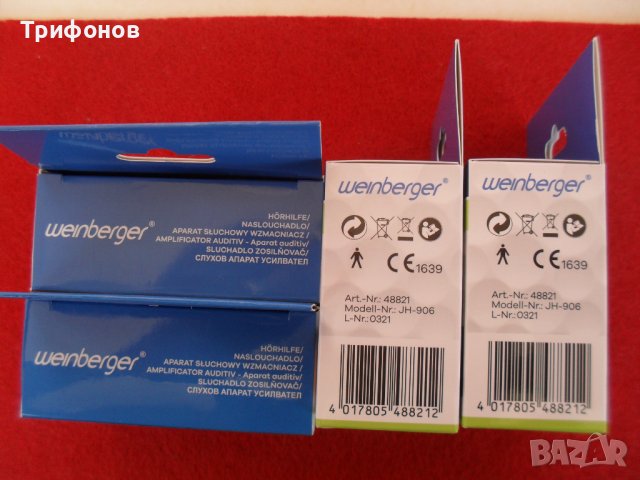 Трифонов
weinberger®
HÖRHILFE/
NASLOUCHADLO/
APARAT SŁUCHOWY WZMACNIACZ /
AMPLIFICATOR AUDITIV - Aparat auditiv/
SLUCHADLO ZOSILŇOVAČ/
СЛУХОВ АПАРАТ УСИЛВАТЕЛ
weinberger®
HÖRHILFE/
NASLOUCHADLO/
APARAT SŁUCHOWY WZMACNIACZ /
AMPLIFICATOR AUDITIV - Aparat auditiv/
SLUCHADLO ZOSILŇOVAČ/
СЛУХОВ АПАРАТ УСИЛВАТЕЛ
weinberger®
CE 1639
Art.-Nr.: 48821
Modell-Nr.: JH-906
L-Nr.:0321
4 017805 488212
weinberger®
CE 1639
Art.-Nr.: 48821
Modell-Nr.: JH-906
L-Nr.:0321
4 017805 488212
BAZAR